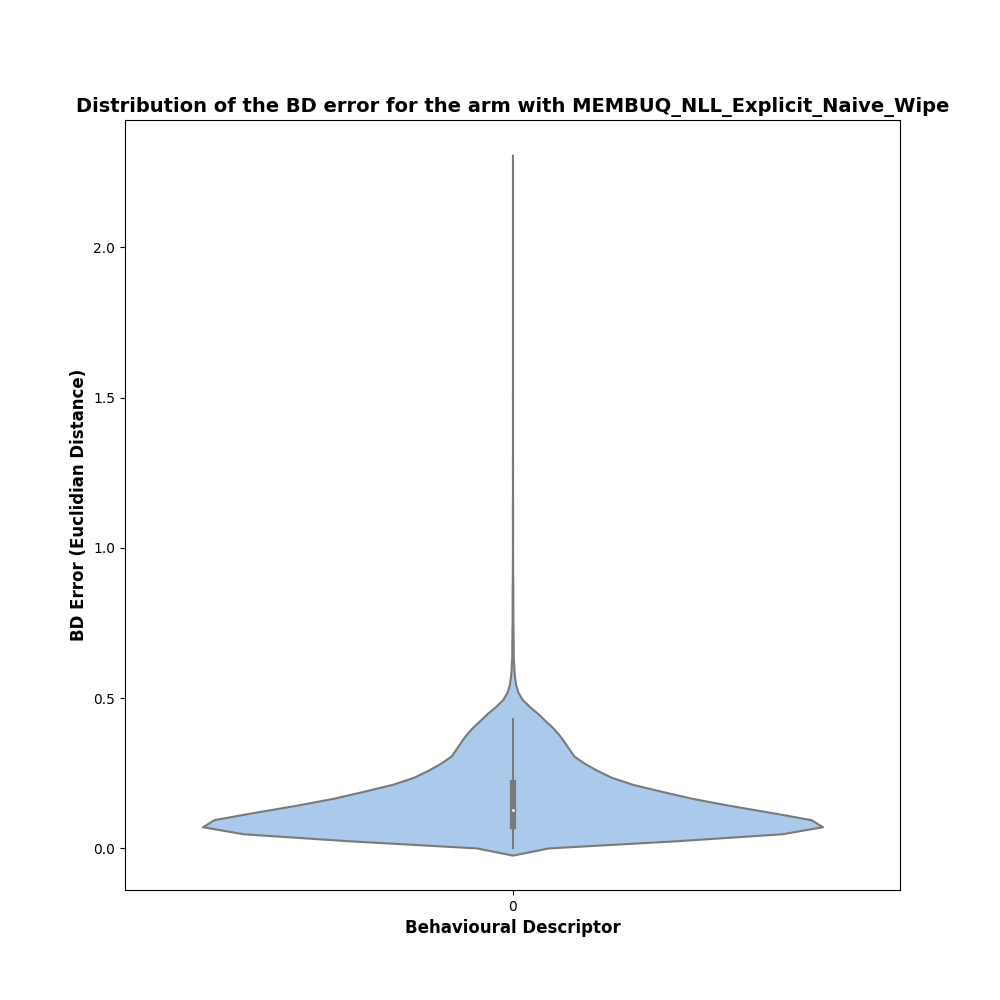 Distribution of the BD error for the arm with MEMBUQ_NLL_Explicit_Naive_Wipe
2.0
1.5
1.0
0.5
0.0
BD Error (Euclidian Distance)
0
Behavioural Descriptor